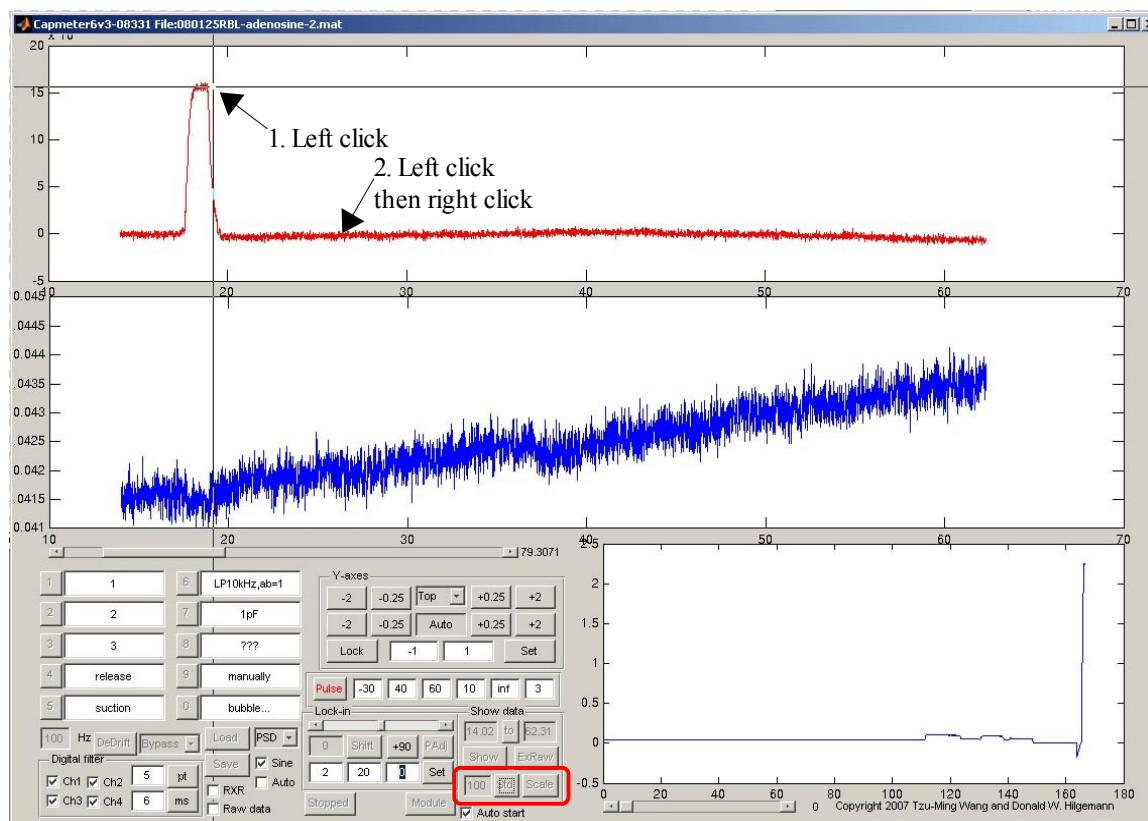 Capmeter6v3-08331 File:080125RBL-adenosine-2.mat
20
15
10
5
0
-5
10 20 30 40 50 60 70
1. Left click
2. Left click
then right click
0.045
0.0445
0.044
0.0435
0.043
0.0425
0.042
0.0415
0.041
10 20 30 40 50 60 70
79.3071
1 1 6 LP10kHz,ab=1
2 2 7 1pF
3 3 8 ???
4 release 9 manually
5 suction 0 bubble...
100 Hz DeDrift Bypass Load PSD
Digital filter
Ch1 Ch2 5 pt
Ch3 Ch4 6 ms
Save Sine
Auto
RXR
Raw data
Y-axes
-2 -0.25 Top +0.25 +2
-2 -0.25 Auto +0.25 +2
Lock -1 1 Set
Pulse -30 40 60 10 inf 3
Lock-in
0 Shift +90 PAdj
2 20 0 Set
Stopped Module
Show data
14.02 to 62.31
Show ExRaw
100 Std Scale
Auto start
2.5
2
1.5
1
0.5
0
-0.5
0 20 40 60 80 100 120 140 160 180
0 Copyright 2007 Tzu-Ming Wang and Donald W. Hilgemann